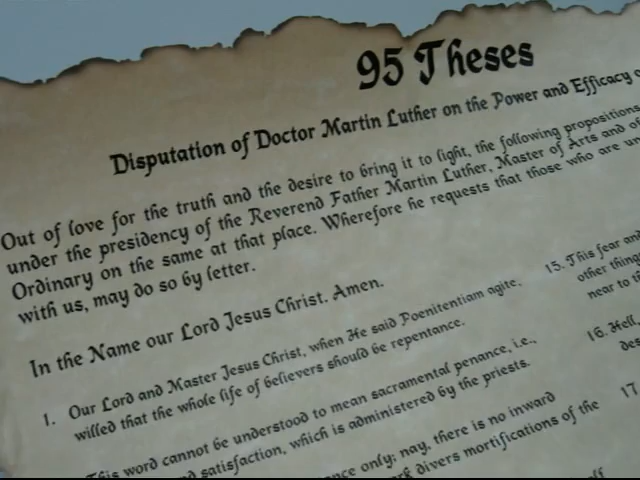 95 Theses
Disputation of Doctor Martin Luther on the Power and Efficacy
Out of love for the truth and the desire to bring it to light, the following propositions
under the presidency of the Reverend Father Martin Luther, Master of Arts and of
Ordinary on the same at that place. Wherefore he requests that those who are
with us, may do so by letter.
In the Name our Lord Jesus Christ. Amen.
1. Our Lord and Master Jesus Christ, when He said Poenitentiam agite,
willed that the whole life of believers should be repentance.
This word cannot be understood to mean sacramental penance, i.e.,
satisfaction, which is administered by the priests.
only; nay, there is no inward
divers mortifications of the
15. This fear and
other things
near to
16. Hell,
17